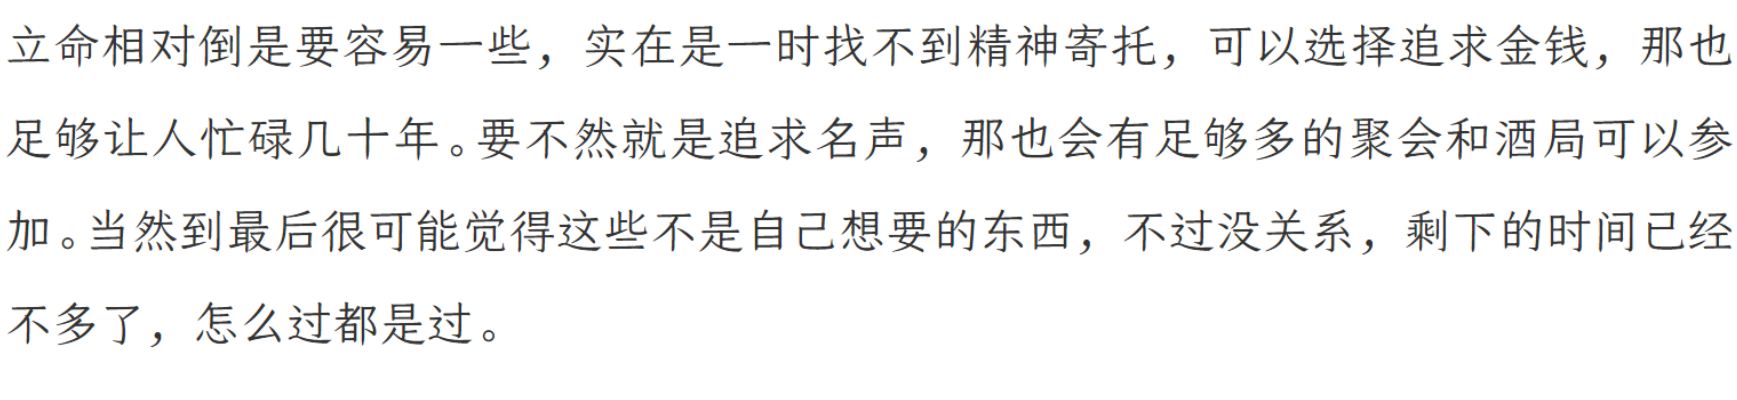 立命相对倒是要容易一些，实在是一时找不到精神寄托，可以选择追求金钱，那也
足够让人忙碌几十年。要不然就是追求名声，那也会有足够多的聚会和酒局可以参
加。当然到最后很可能觉得这些不是自己想要的东西，不过没关系，剩下的时间已经
不多了，怎么过都是过。